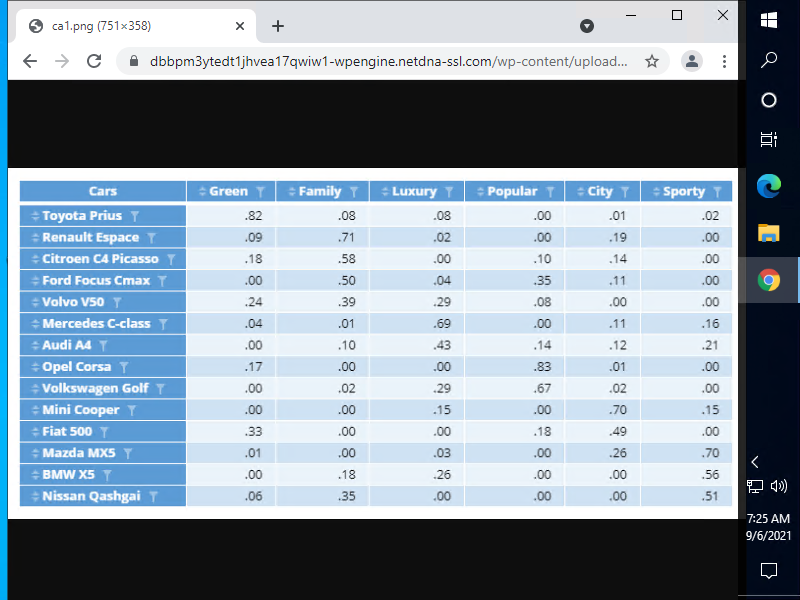 ca1.png (751×358)
dbbpm3ytedt1jhvea17qwiw1-wpengine.netdna-ssl.com/wp-content/upload...
Cars Green Family Luxury Popular City Sporty
Toyota Prius .82 .08 .08 .00 .01 .02
Renault Espace .09 .71 .02 .00 .19 .00
Citroen C4 Picasso .18 .58 .00 .10 .14 .00
Ford Focus Cmax .00 .50 .04 .35 .11 .00
Volvo V50 .24 .39 .29 .08 .00 .00
Mercedes C-class .04 .01 .69 .00 .11 .16
Audi A4 .00 .10 .43 .14 .12 .21
Opel Corsa .17 .00 .00 .83 .01 .00
Volkswagen Golf .00 .02 .29 .67 .02 .00
Mini Cooper .00 .00 .15 .00 .70 .15
Fiat 500 .33 .00 .00 .18 .49 .00
Mazda MX5 .01 .00 .03 .00 .26 .70
BMW X5 .00 .18 .26 .00 .00 .56
Nissan Qashgai .06 .35 .00 .00 .00 .51
7:25 AM
9/6/2021